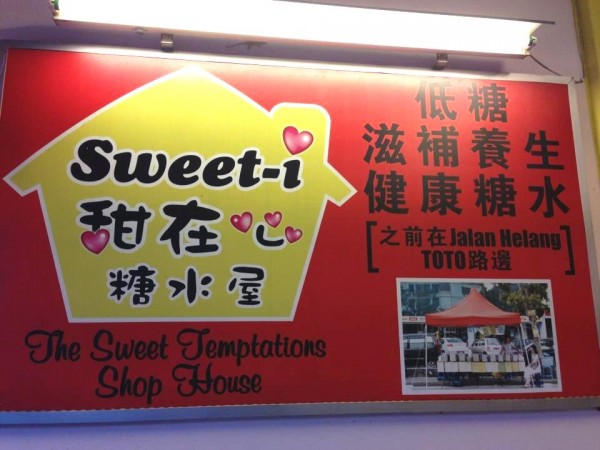 Sweet-i
甜在心
糖水屋
The Sweet Temptations
Shop House
低糖
滋補養生
健康糖水
[之前在Jalan Helang
TOTO路邊]